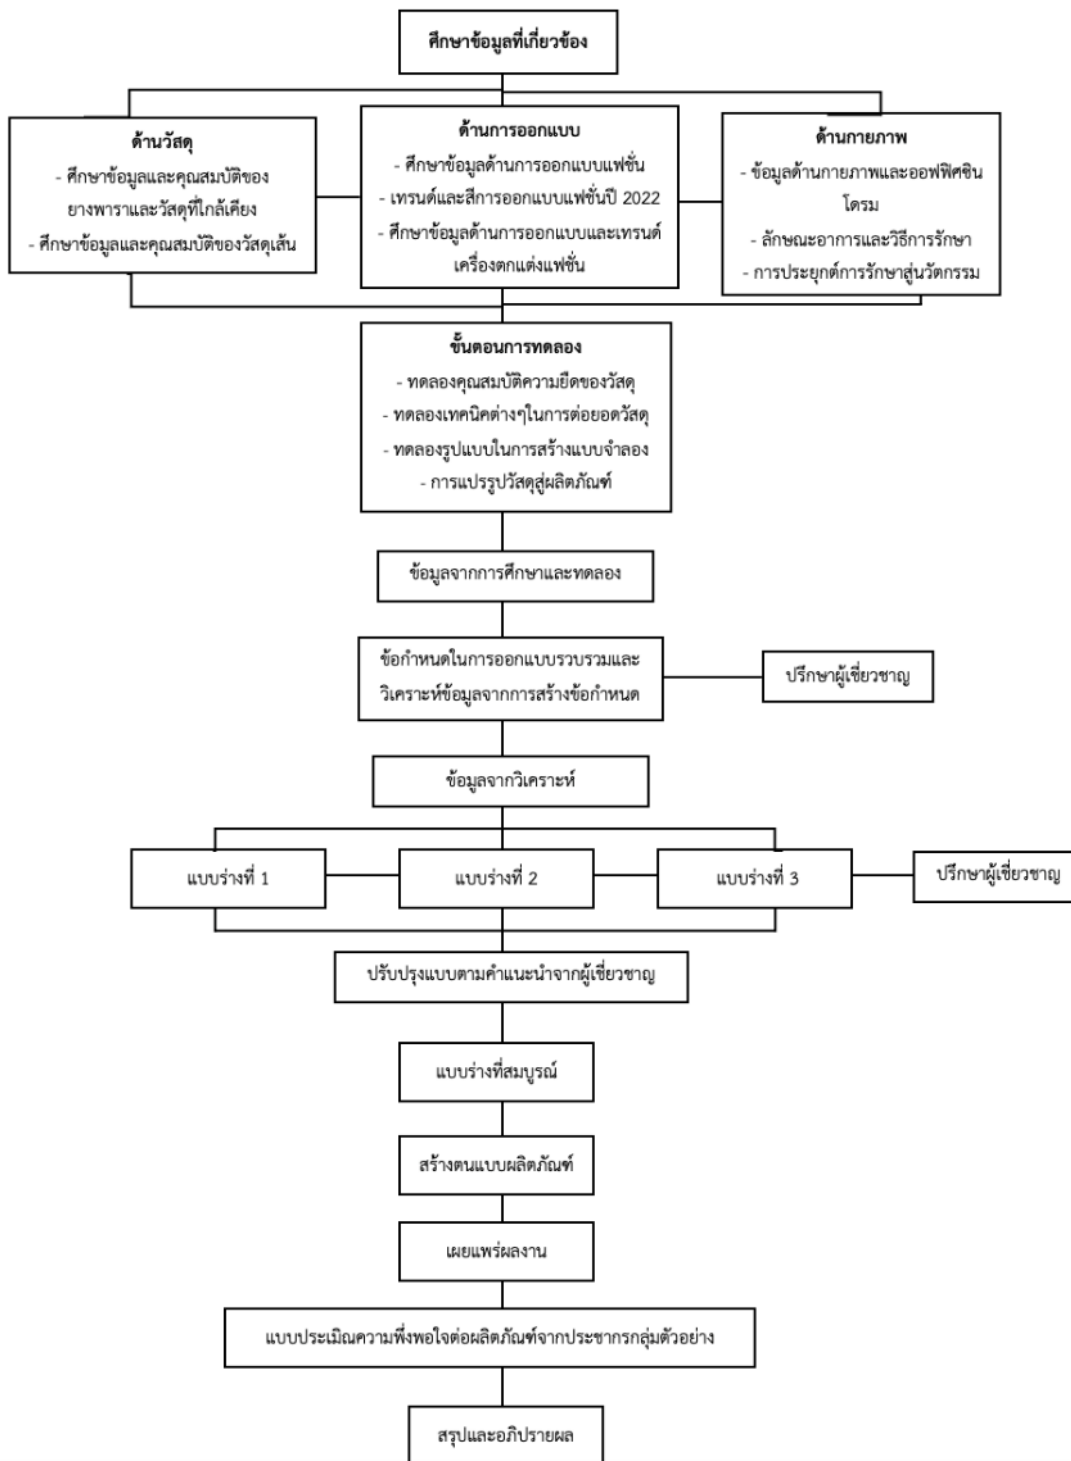 ศึกษาข้อมูลที่เกี่ยวข้อง
ด้านวัสดุ
- ศึกษาข้อมูลและคุณสมบัติของ
ยางพาราและวัสดุที่ใกล้เคียง
- ศึกษาข้อมูลและคุณสมบัติของวัสดุเส้น
ด้านการออกแบบ
- ศึกษาข้อมูลด้านการออกแบบแฟชั่น
- เทรนด์และสีการออกแบบแฟชั่นปี 2022
- ศึกษาข้อมูลด้านการออกแบบและเทรนด์
เครื่องตกแต่งแฟชั่น
ด้านกายภาพ
- ข้อมูลด้านกายภาพและออฟฟิศซิน
โดรม
- ลักษณะอาการและวิธีการรักษา
- การประยุกต์การรักษาสู่นวัตกรรม
ขั้นตอนการทดลอง
- ทดลองคุณสมบัติความยืดของวัสดุ
- ทดลองเทคนิคต่างๆในการต่อยอดวัสดุ
- ทดลองรูปแบบในการสร้างแบบจำลอง
- การแปรรูปวัสดุสู่ผลิตภัณฑ์
ข้อมูลจากการศึกษาและทดลอง
ข้อกำหนดในการออกแบบรวบรวมและ
วิเคราะห์ข้อมูลจากการสร้างข้อกำหนด
ปรึกษาผู้เชี่ยวชาญ
ข้อมูลจากวิเคราะห์
แบบร่างที่ 1
แบบร่างที่ 2
แบบร่างที่ 3
ปรึกษาผู้เชี่ยวชาญ
ปรับปรุงแบบตามคำแนะนำจากผู้เชี่ยวชาญ
แบบร่างที่สมบูรณ์
สร้างตนแบบผลิตภัณฑ์
เผยแพร่ผลงาน
แบบประเมิณความพึ่งพอใจต่อผลิตภัณฑ์จากประชากรกลุ่มตัวอย่าง
สรุปและอภิปรายผล